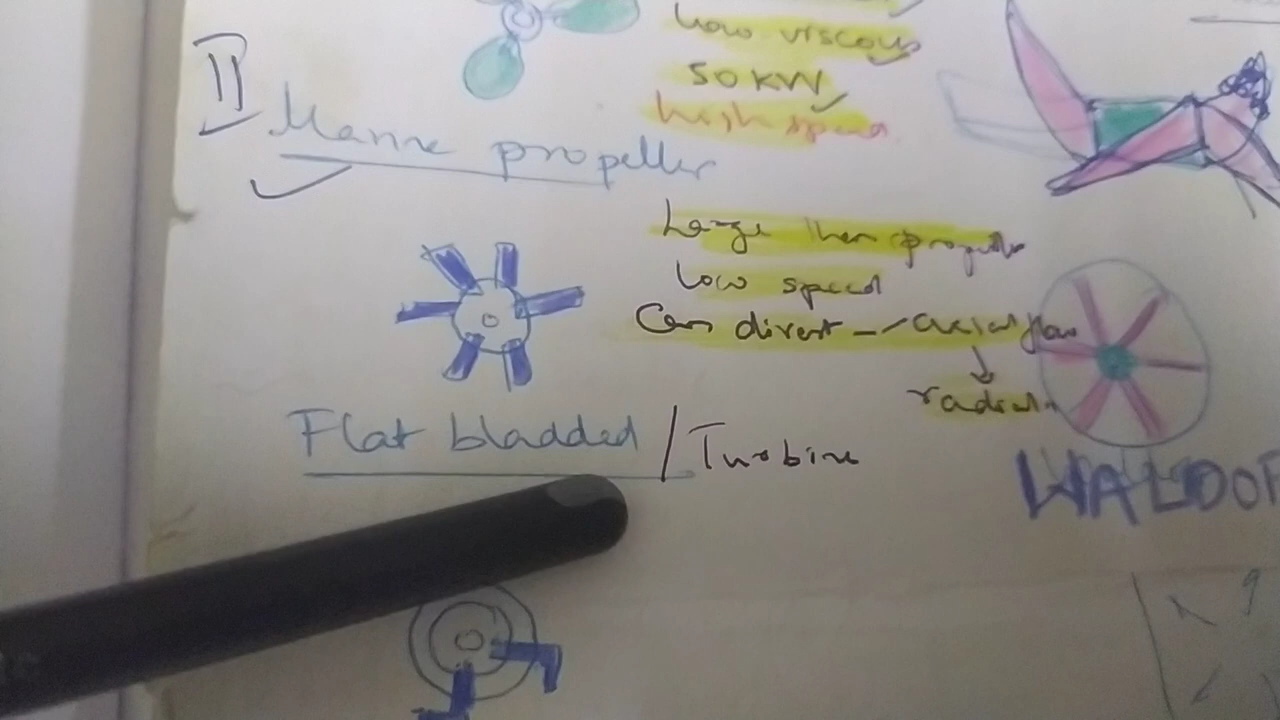 low viscous
50 KW
high speed
II
Marine propeller
Large than propeller
low speed
Can divert – axial flow
radial
Flat bladded / Turbine
WALDOF
9